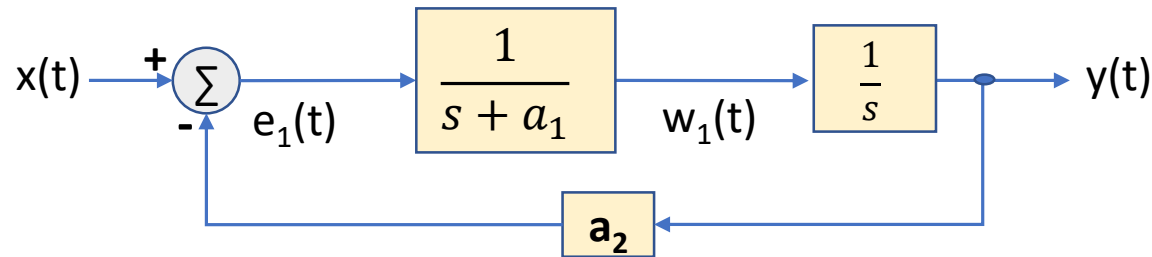 x(t)
+
-
∑
e₁(t)
1
s + a₁
w₁(t)
1
s
y(t)
a₂